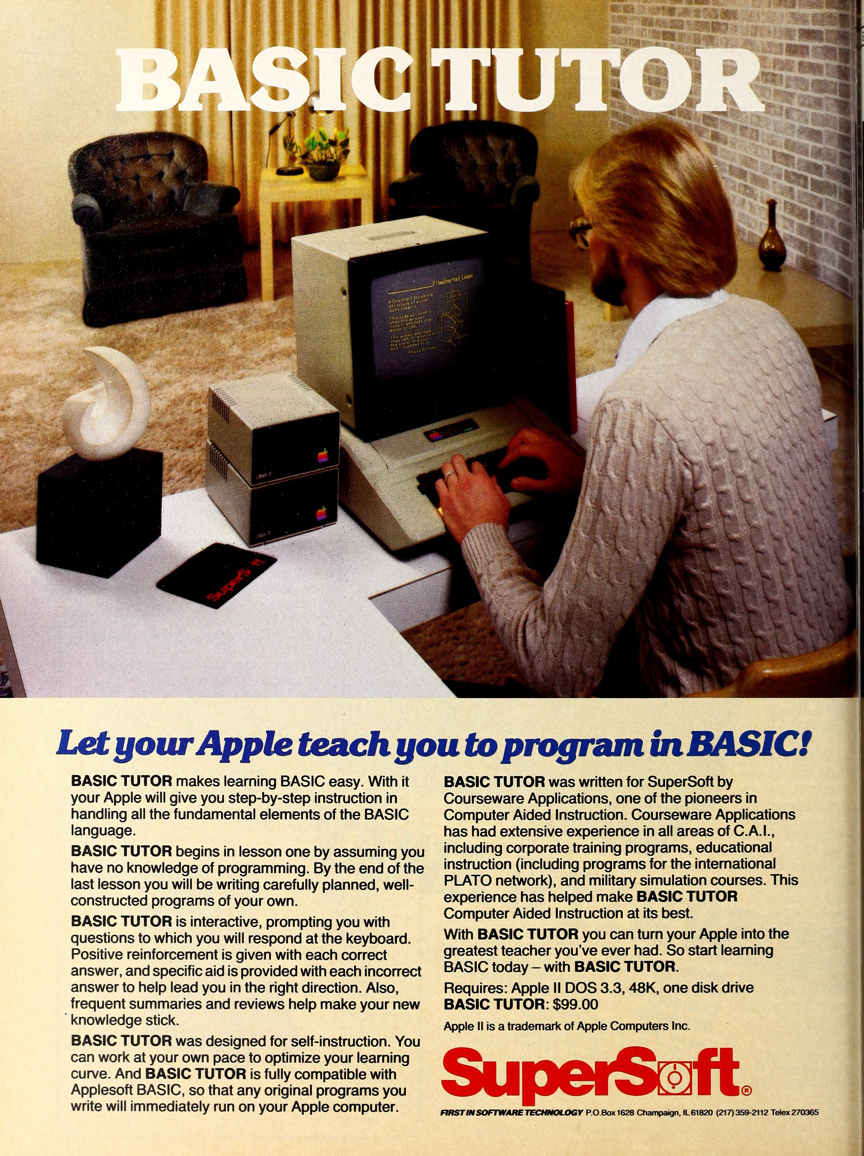 BASIC TUTOR
Flowcharted Loops
SuperSoft
Let your Apple teach you to program in BASIC!
BASIC TUTOR makes learning BASIC easy. With it
your Apple will give you step-by-step instruction in
handling all the fundamental elements of the BASIC
language.
BASIC TUTOR begins in lesson one by assuming you
have no knowledge of programming. By the end of the
last lesson you will be writing carefully planned, well-
constructed programs of your own.
BASIC TUTOR is interactive, prompting you with
questions to which you will respond at the keyboard.
Positive reinforcement is given with each correct
answer, and specific aid is provided with each incorrect
answer to help lead you in the right direction. Also,
frequent summaries and reviews help make your new
knowledge stick.
BASIC TUTOR was designed for self-instruction. You
can work at your own pace to optimize your learning
curve. And BASIC TUTOR is fully compatible with
Applesoft BASIC, so that any original programs you
write will immediately run on your Apple computer.
BASIC TUTOR was written for SuperSoft by
Courseware Applications, one of the pioneers in
Computer Aided Instruction. Courseware Applications
has had extensive experience in all areas of C.A.I.,
including corporate training programs, educational
instruction (including programs for the international
PLATO network), and military simulation courses. This
experience has helped make BASIC TUTOR
Computer Aided Instruction at its best.
With BASIC TUTOR you can turn your Apple into the
greatest teacher you've ever had. So start learning
BASIC today – with BASIC TUTOR.
Requires: Apple II DOS 3.3, 48K, one disk drive
BASIC TUTOR: $99.00
Apple II is a trademark of Apple Computers Inc.
SuperSoft®
FIRST IN SOFTWARE TECHNOLOGY P.O. Box 1628 Champaign, IL 61820 (217) 359-2112 Telex 270365